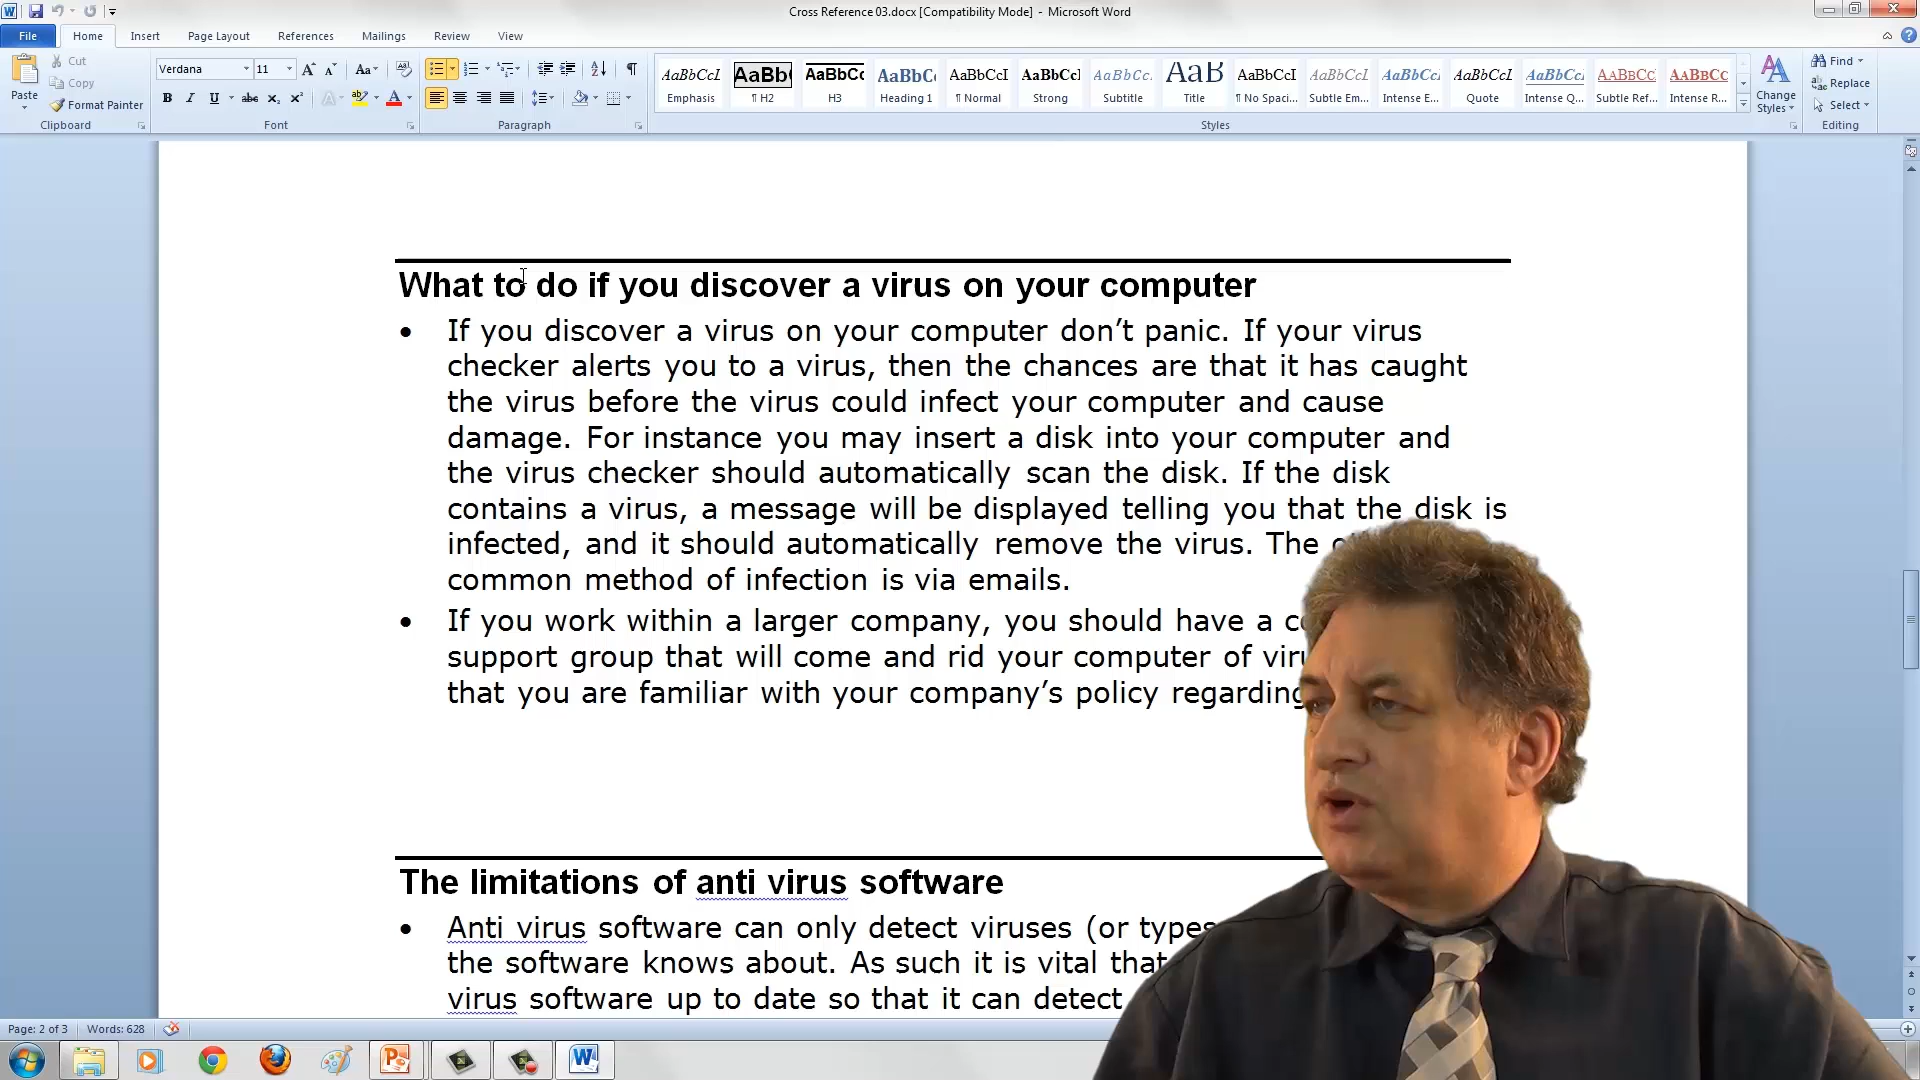 Cross Reference 03.docx [Compatibility Mode] - Microsoft Word
File Home Insert Page Layout References Mailings Review View
Paste
Cut
Copy
Format Painter
Clipboard
Verdana 11
Font
Paragraph
AaBbCcI AaBb( AaBbCc AaBbC AaBbCcI AaBbCcl AaBbCcI AaB AaBbCcI AaBbCcI AaBbCcI AaBbCcI AaBbCcI AABBCC AABBCC
Emphasis ¶ H2 H3 Heading 1 ¶ Normal Strong Subtitle Title ¶ No Spaci... Subtle Em... Intense E... Quote Intense Q... Subtle Ref... Intense R...
Styles
Change
Styles
Find
Replace
Select
Editing
What to do if you discover a virus on your computer
• If you discover a virus on your computer don’t panic. If your virus
checker alerts you to a virus, then the chances are that it has caught
the virus before the virus could infect your computer and cause
damage. For instance you may insert a disk into your computer and
the virus checker should automatically scan the disk. If the disk
contains a virus, a message will be displayed telling you that the disk is
infected, and it should automatically remove the virus. The
common method of infection is via emails.
• If you work within a larger company, you should have a
support group that will come and rid your computer of
that you are familiar with your company’s policy regarding
The limitations of anti virus software
• Anti virus software can only detect viruses (or types
the software knows about. As such it is vital that
virus software up to date so that it can detect
Page: 2 of 3 Words: 628